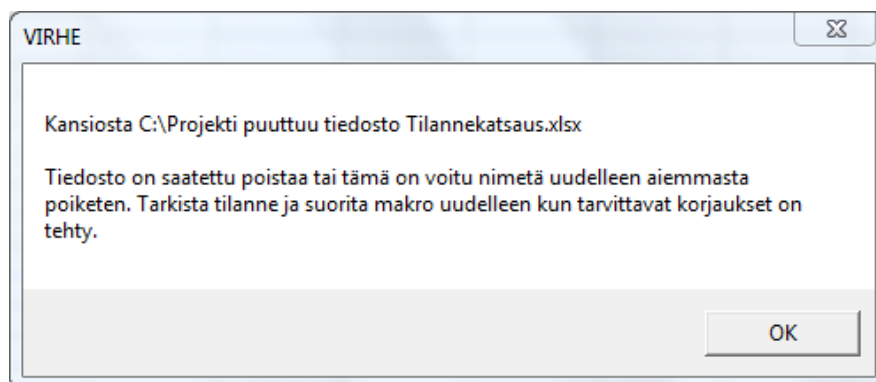 VIRHE
Kansiosta C:\Projekti puuttuu tiedosto Tilannekatsaus.xlsx
Tiedosto on saatettu poistaa tai tämä on voitu nimetä uudelleen aiemmasta
poiketen. Tarkista tilanne ja suorita makro uudelleen kun tarvittavat korjaukset on
tehty.
OK